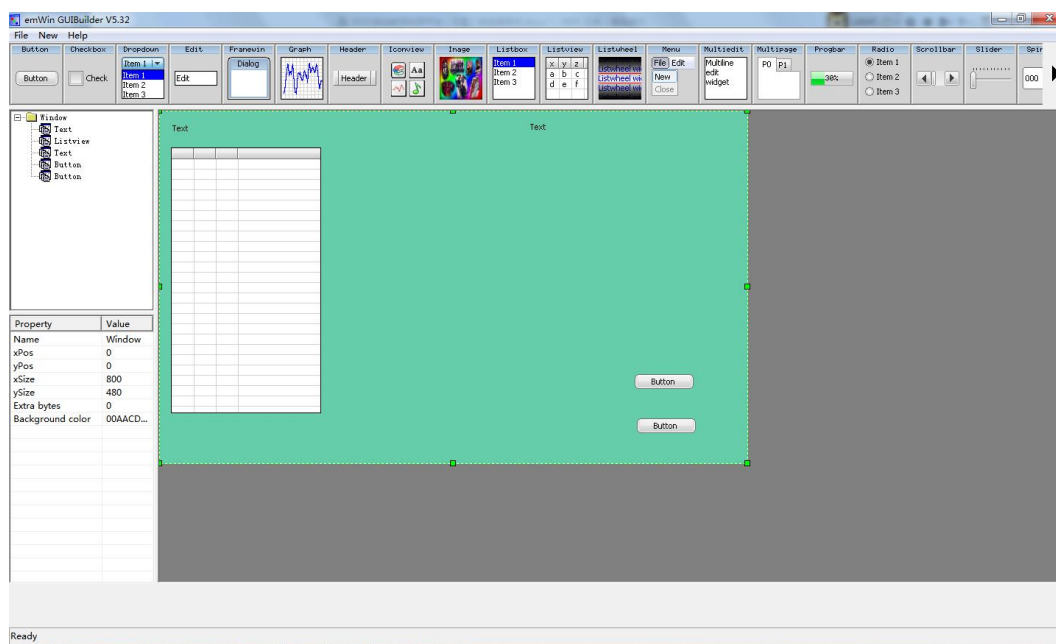 emWin GUIBuilder V5.32
File New Help
Button Checkbox Dropdown Edit Framewin Graph Header Iconview Image Listbox Listview Listwheel Menu Multiedit Multipage Progbar Radio Scrollbar Slider Spin
Item 1 Dialog Item 1 x y z File Edit Multiline P0 P1 Item 1
Button Check Item 1 Edit Header Aa Item 2 a b c Listwheel wi New edit 38% Item 2 000
Item 2 Item 3 d e f Close widget Item 3
Item 3
Window
Text
Listview
Text
Button
Button
Text Text
Button
Button
Property Value
Name Window
xPos 0
yPos 0
xSize 800
ySize 480
Extra bytes 0
Background color 00AACD...
Ready